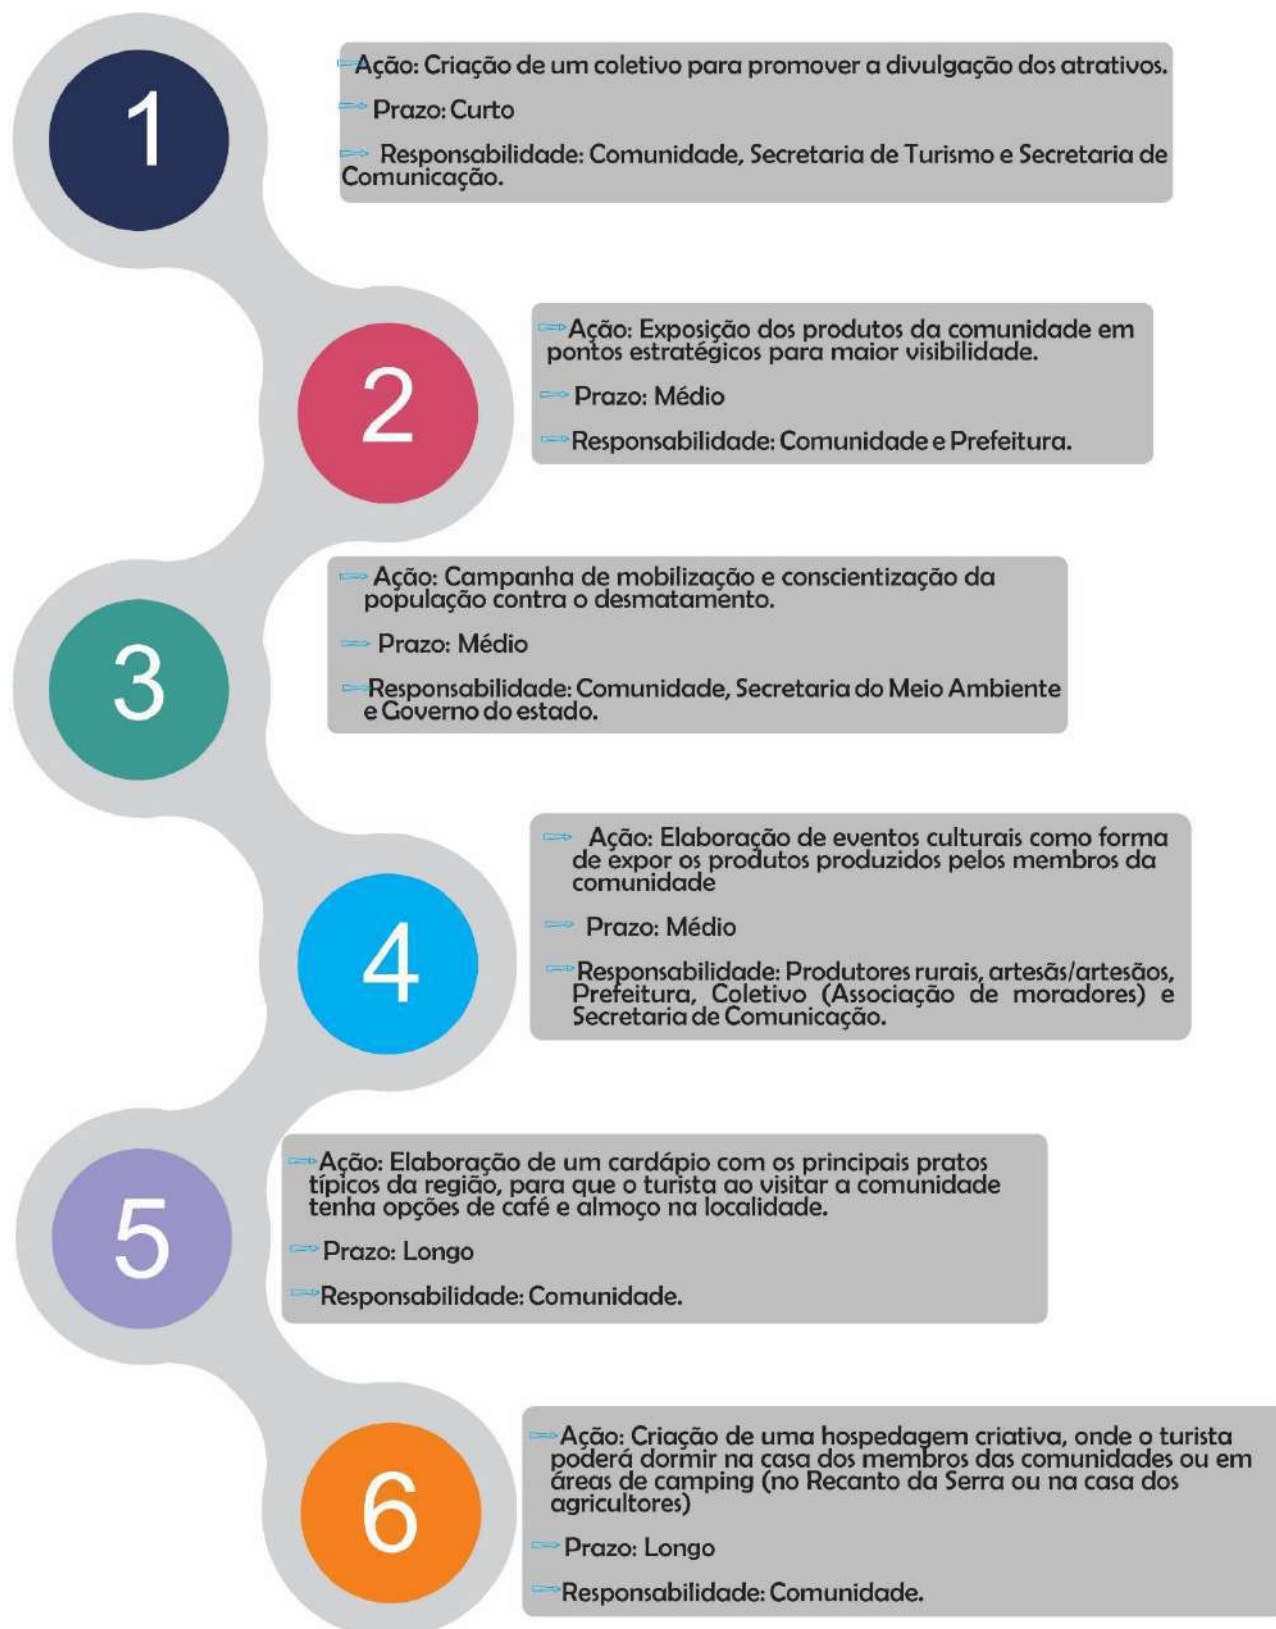 1
Ação: Criação de um coletivo para promover a divulgação dos atrativos.
Prazo: Curto
Responsabilidade: Comunidade, Secretaria de Turismo e Secretaria de
Comunicação.
2
Ação: Exposição dos produtos da comunidade em
pontos estratégicos para maior visibilidade.
Prazo: Médio
Responsabilidade: Comunidade e Prefeitura.
3
Ação: Campanha de mobilização e conscientização da
população contra o desmatamento.
Prazo: Médio
Responsabilidade: Comunidade, Secretaria do Meio Ambiente
e Governo do estado.
4
Ação: Elaboração de eventos culturais como forma
de expor os produtos produzidos pelos membros da
comunidade
Prazo: Médio
Responsabilidade: Produtores rurais, artesãs/artesãos,
Prefeitura, Coletivo (Associação de moradores) e
Secretaria de Comunicação.
5
Ação: Elaboração de um cardápio com os principais pratos
típicos da região, para que o turista ao visitar a comunidade
tenha opções de café e almoço na localidade.
Prazo: Longo
Responsabilidade: Comunidade.
6
Ação: Criação de uma hospedagem criativa, onde o turista
poderá dormir na casa dos membros das comunidades ou em
áreas de camping (no Recanto da Serra ou na casa dos
agricultores)
Prazo: Longo
Responsabilidade: Comunidade.